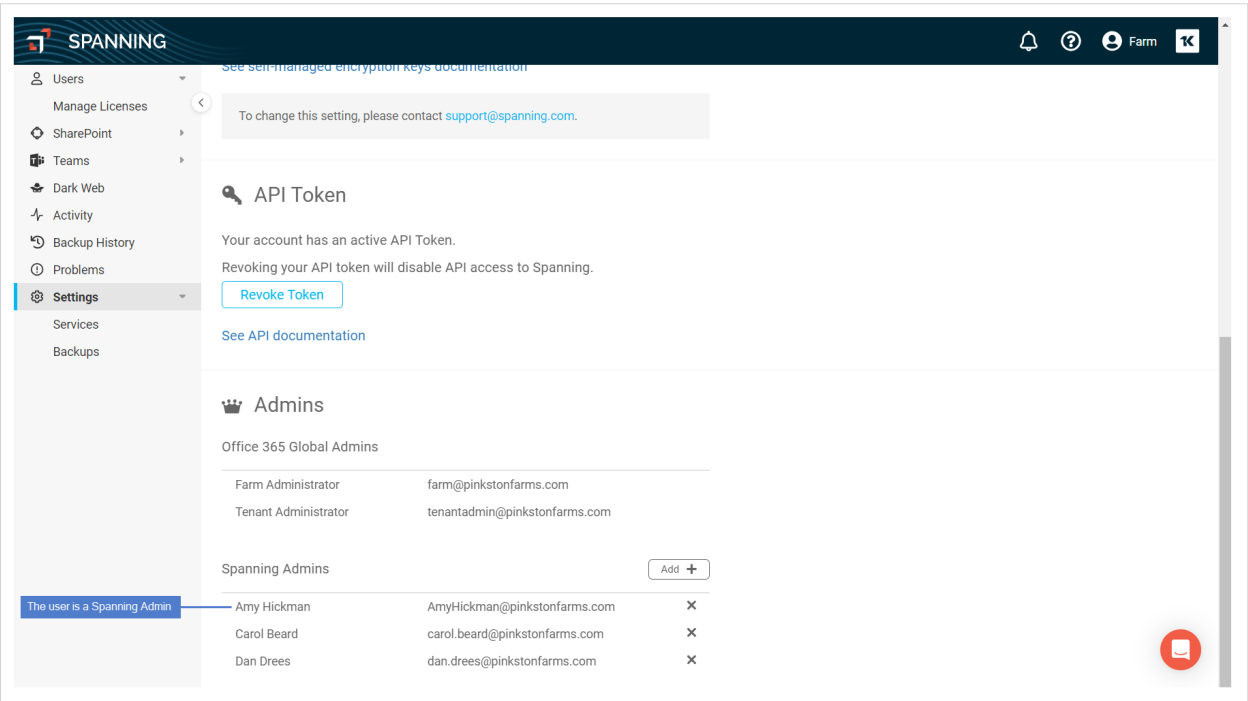 SPANNING
Farm
Users
Manage Licenses
SharePoint
Teams
Dark Web
Activity
Backup History
Problems
Settings
Services
Backups
See self-managed encryption keys documentation
To change this setting, please contact support@spanning.com.
API Token
Your account has an active API Token.
Revoking your API token will disable API access to Spanning.
Revoke Token
See API documentation
Admins
Office 365 Global Admins
Farm Administrator farm@pinkstonfarms.com
Tenant Administrator tenantadmin@pinkstonfarms.com
Spanning Admins Add +
The user is a Spanning Admin
Amy Hickman AmyHickman@pinkstonfarms.com
Carol Beard carol.beard@pinkstonfarms.com
Dan Drees dan.drees@pinkstonfarms.com